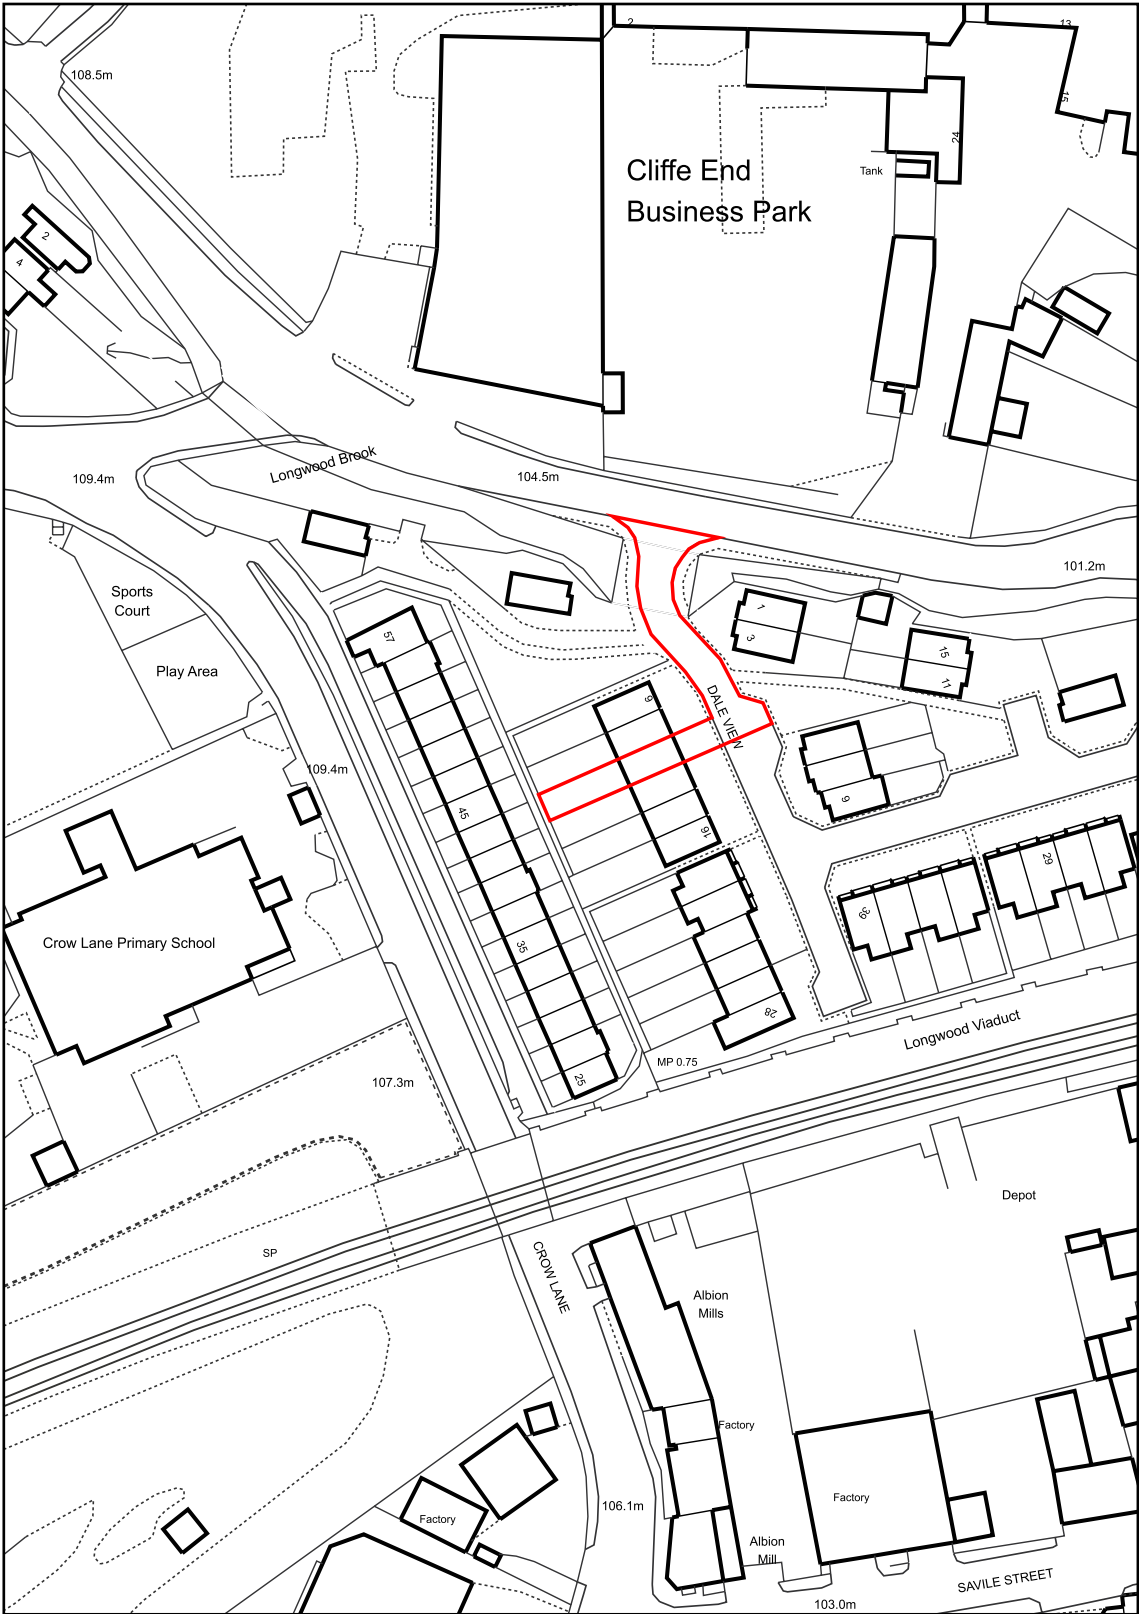 2
13
108.5m
15
24
Cliffe End
Business Park
Tank
2
4
Longwood Brook
109.4m
104.5m
101.2m
Sports
Court
Play Area
57
1
3
15
11
9
DALE VIEW
109.4m
45
9
16
29
39
35
Crow Lane Primary School
28
Longwood Viaduct
MP 0.75
107.3m
25
Depot
SP
CROW LANE
Albion
Mills
Factory
106.1m
Factory
Factory
Albion
Mill
SAVILE STREET
103.0m